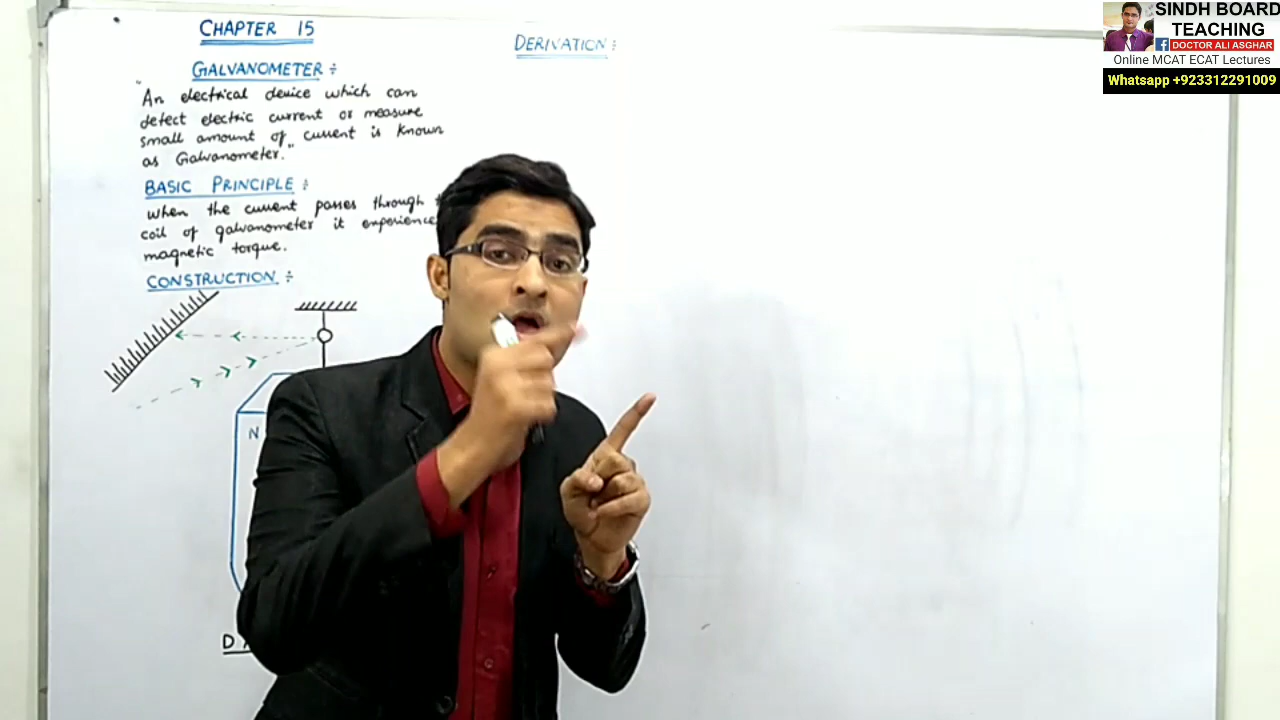 CHAPTER 15
GALVANOMETER ÷
"An electrical device which can
detect electric current or measure
small amount of current is known
as Galvanometer."
BASIC PRINCIPLE ÷
When the current passes through
coil of galvanometer it experience
magnetic torque.
CONSTRUCTION ÷
N
D
DERIVATION :
SINDH BOARD
TEACHING
f DOCTOR ALI ASGHAR
Online MCAT ECAT Lectures
Whatsapp +923312291009